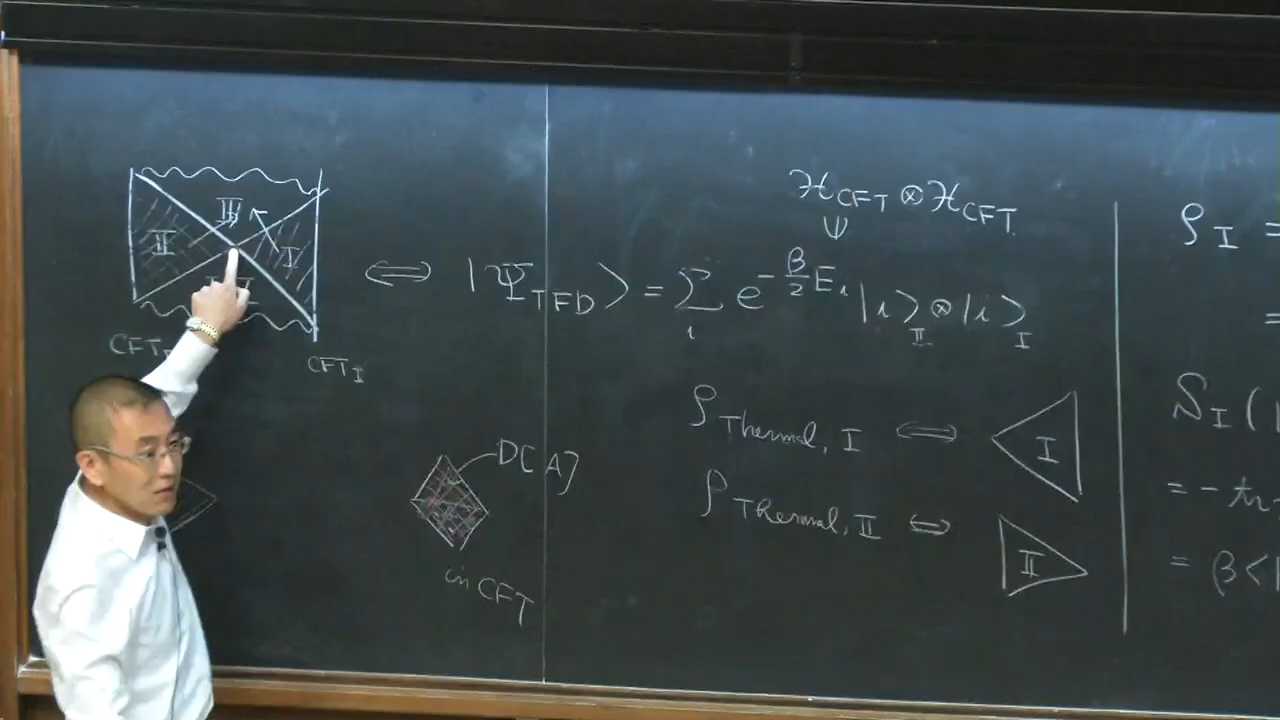 III
II
I
CFT
CFT_I
⟺ |Ψ_TFD⟩ = Σ_i e^{-β/2 E_i} |i⟩_II ⊗ |i⟩_I
ℋ_CFT ⊗ ℋ_CFT
Ψ
D[A]
in CFT
ρ_Thermal, I ⟺ I
ρ_Thermal, II ⟺ II
ρ_I =
=
S_I (
= - tr
= β <